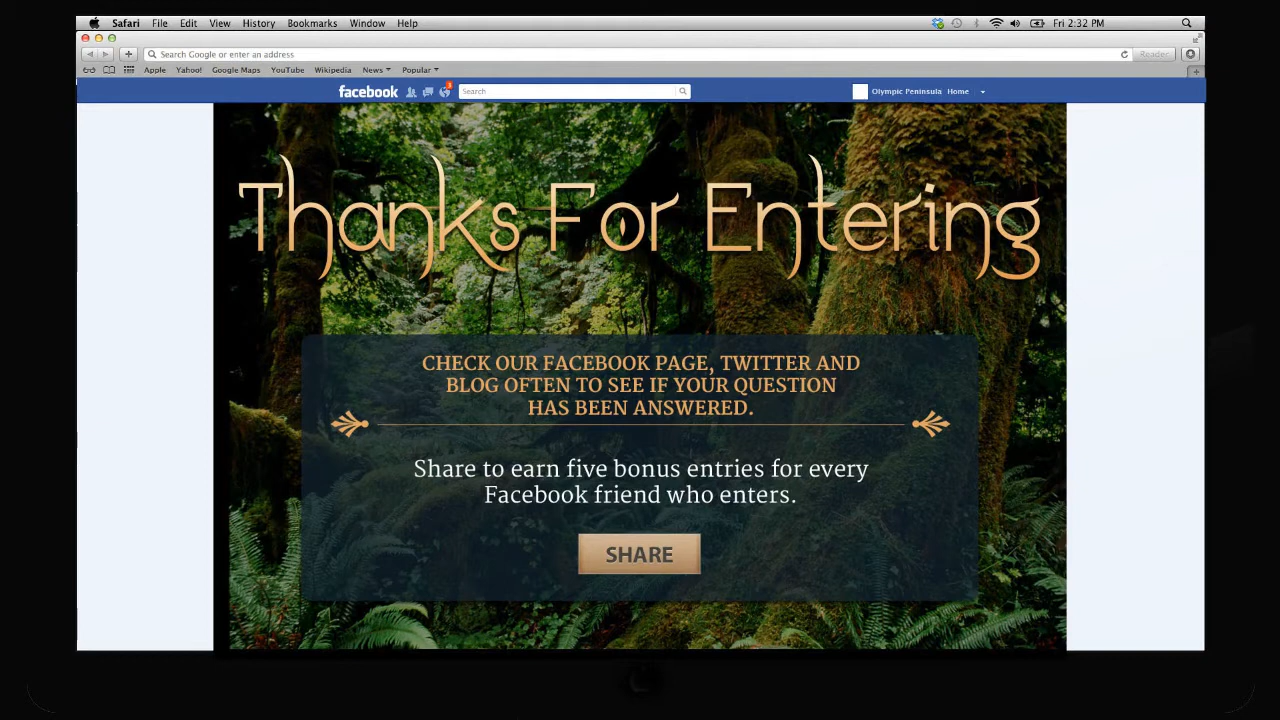 Safari File Edit View History Bookmarks Window Help Fri 2:32 PM
Search Google or enter an address Reader
Apple Yahoo! Google Maps YouTube Wikipedia News Popular
facebook 3 Search Olympic Peninsula Home
Thanks For Entering
CHECK OUR FACEBOOK PAGE, TWITTER AND
BLOG OFTEN TO SEE IF YOUR QUESTION
HAS BEEN ANSWERED.
Share to earn five bonus entries for every
Facebook friend who enters.
SHARE